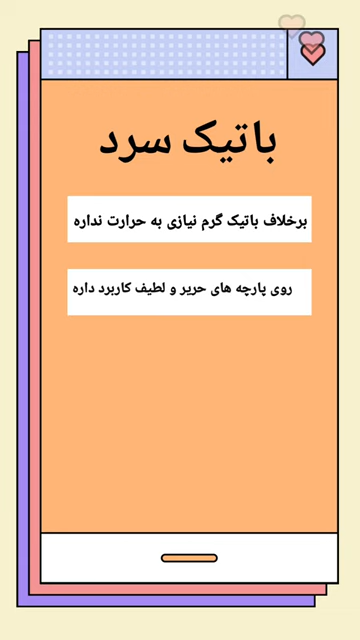 باتیک سرد
برخلاف باتیک گرم نیازی به حرارت نداره
روی پارچه های حریر و لطیف کاربرد داره